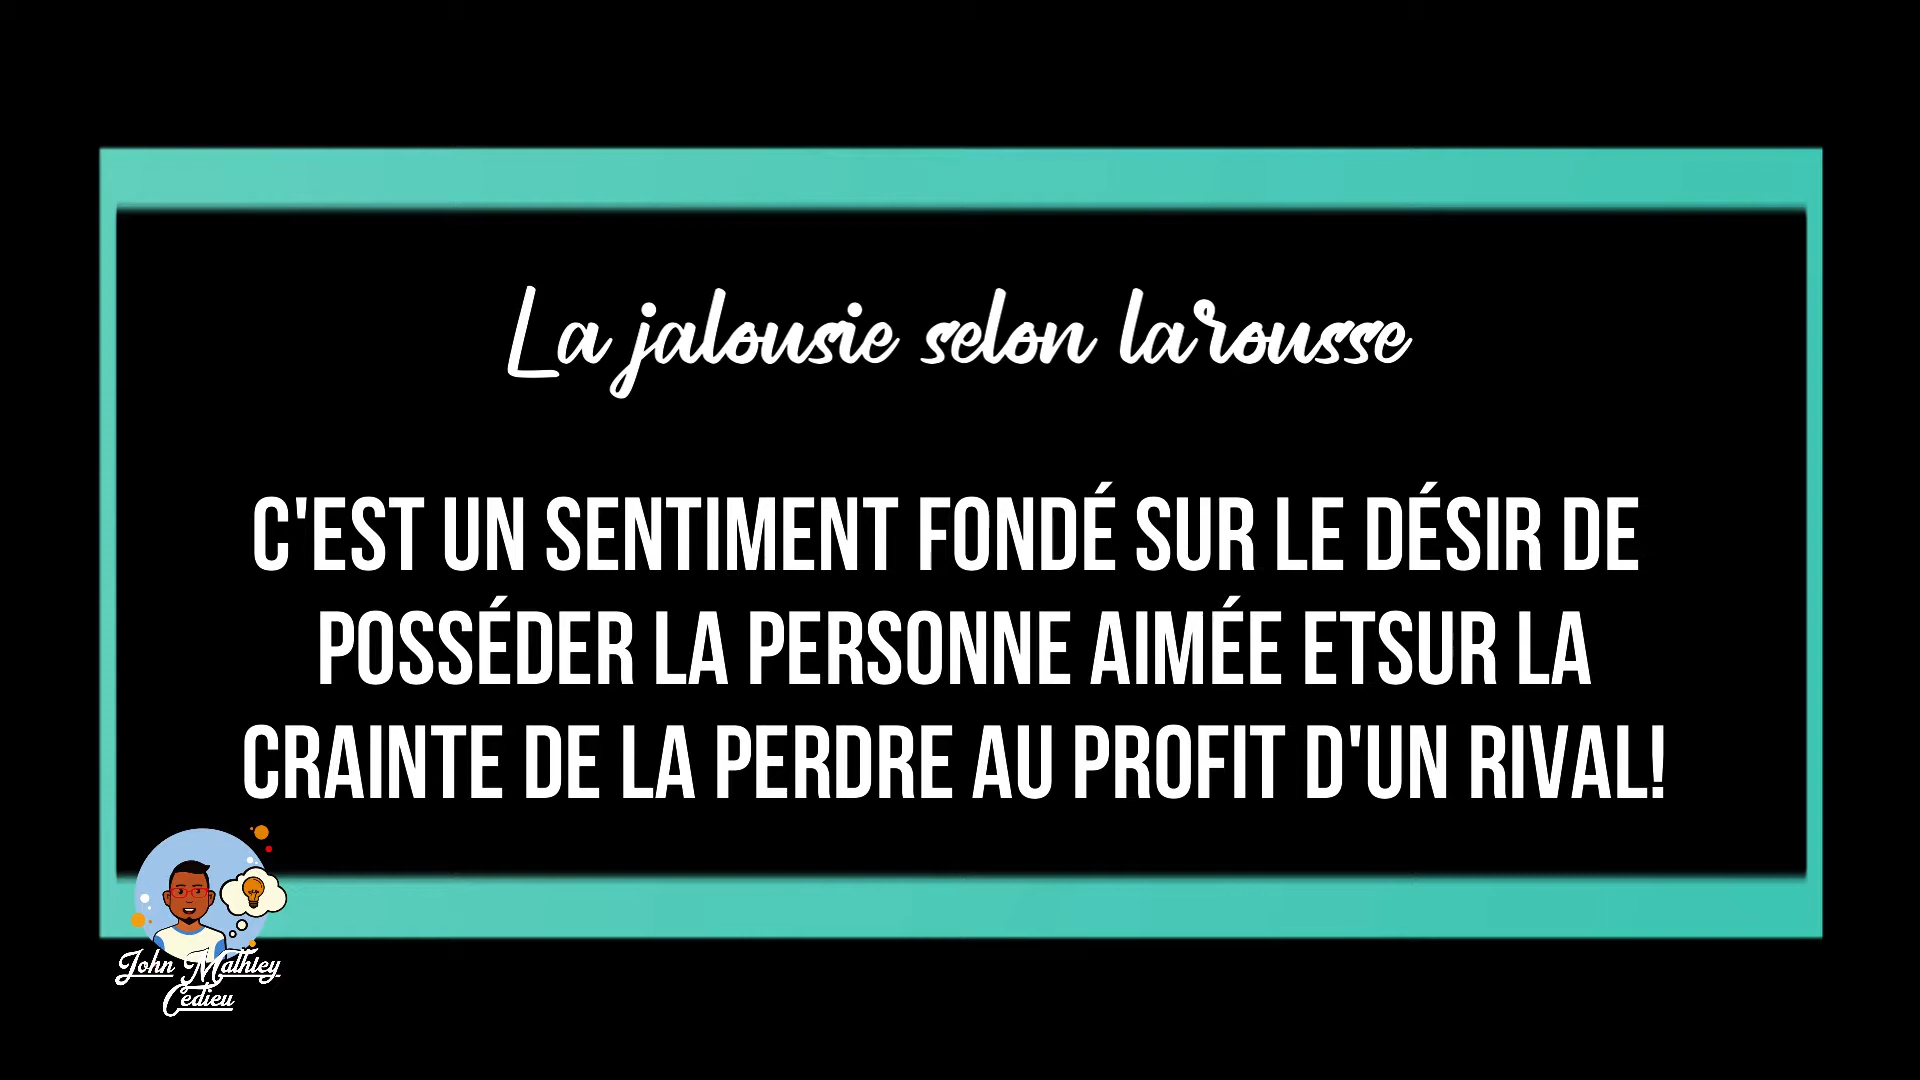 La jalousie selon larousse
C'EST UN SENTIMENT FONDÉ SUR LE DÉSIR DE
POSSÉDER LA PERSONNE AIMÉE ETSUR LA
CRAINTE DE LA PERDRE AU PROFIT D'UN RIVAL!
John Mathley
Cedieu